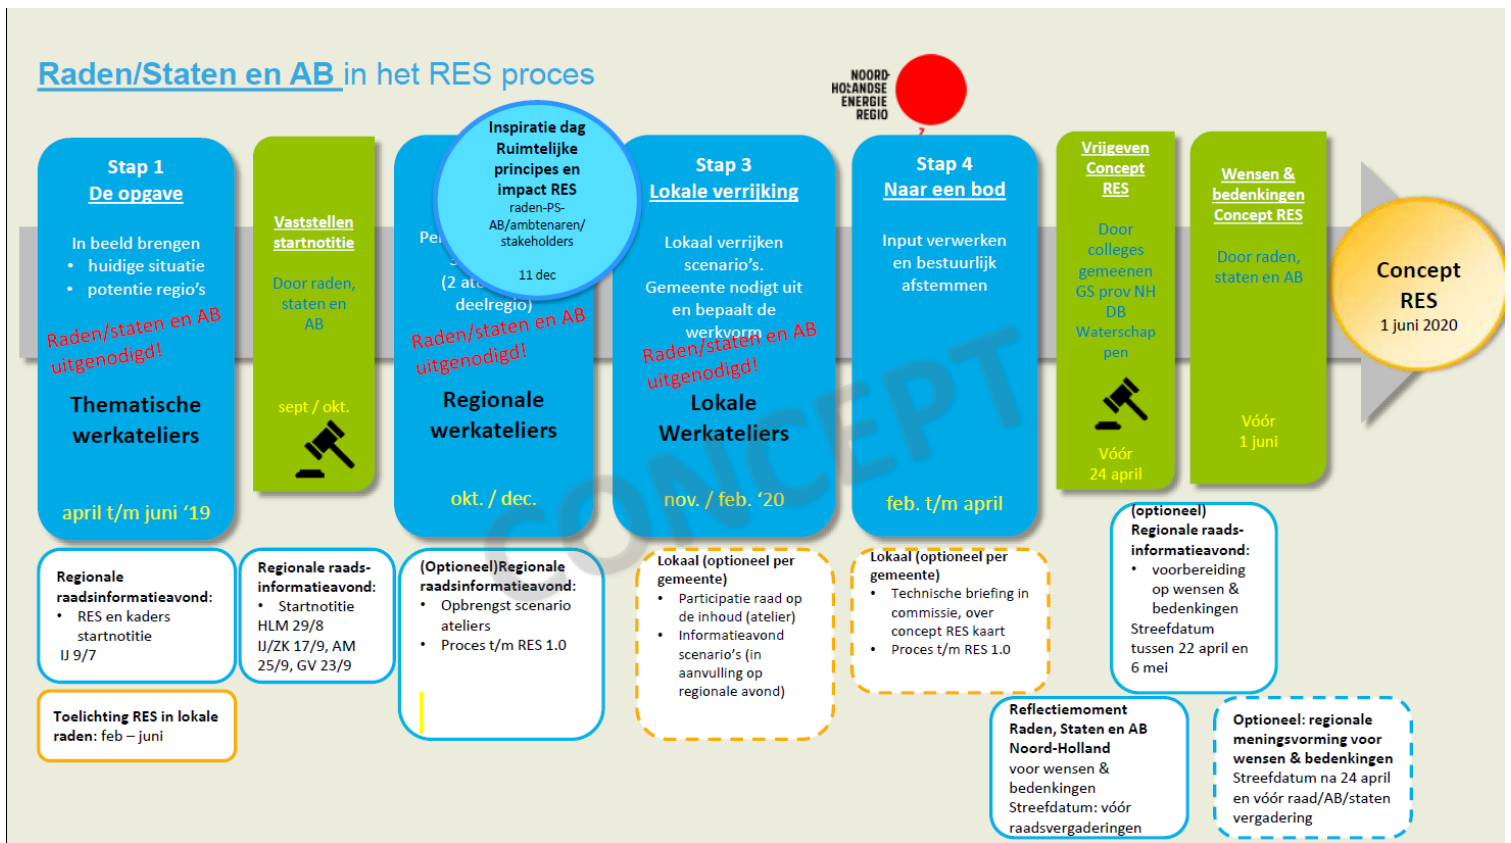 Raden/Staten en AB in het RES proces
NOORD-
HOLLANDSE
ENERGIE
REGIO
Stap 1
De opgave
In beeld brengen
• huidige situatie
• potentie regio's
Raden/staten en AB
uitgenodigd!
Thematische
werkateliers
april t/m juni '19
Vaststellen
startnotitie
Door raden,
staten en
AB
sept / okt.
Inspiratie dag
Ruimtelijke
principes en
impact RES
raden-PS-
AB/ambtenaren/
stakeholders
11 dec
(2
deelregio)
Raden/staten en AB
uitgenodigd!
Regionale
werkateliers
okt. / dec.
Stap 3
Lokale verrijking
Lokaal verrijken
scenario's.
Gemeente nodigt uit
en bepaalt de
werkvorm
Raden/staten en AB
uitgenodigd!
Lokale
Werkateliers
nov. / feb. '20
Stap 4
Naar een bod
Input verwerken
en bestuurlijk
afstemmen
feb. t/m april
Vrijgeven
Concept
RES
Door
colleges
gemeenen
GS prov NH
DB
Waterschap
pen
Vóór
24 april
Wensen &
bedenkingen
Concept RES
Door raden,
staten en AB
Vóór
1 juni
Concept
RES
1 juni 2020
CONCEPT
Regionale
raadsinformatieavond:
• RES en kaders
startnotitie
IJ 9/7
Toelichting RES in lokale
raden: feb – juni
Regionale raads-
informatieavond:
• Startnotitie
HLM 29/8
IJ/ZK 17/9, AM
25/9, GV 23/9
(Optioneel)Regionale
raadsinformatieavond:
• Opbrengst scenario
ateliers
• Proces t/m RES 1.0
Lokaal (optioneel per
gemeente)
• Participatie raad op
de inhoud (atelier)
• Informatieavond
scenario's (in
aanvulling op
regionale avond)
Lokaal (optioneel per
gemeente)
• Technische briefing in
commissie, over
concept RES kaart
• Proces t/m RES 1.0
(optioneel)
Regionale raads-
informatieavond:
• voorbereiding
op wensen &
bedenkingen
Streefdatum
tussen 22 april en
6 mei
Reflectiemoment
Raden, Staten en AB
Noord-Holland
voor wensen &
bedenkingen
Streefdatum: vóór
raadsvergaderingen
Optioneel: regionale
meningsvorming voor
wensen & bedenkingen
Streefdatum na 24 april
en vóór raad/AB/staten
vergadering